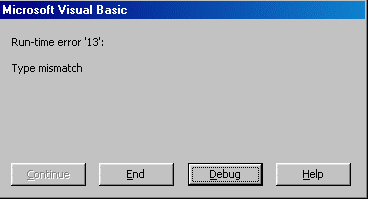 Microsoft Visual Basic
Run-time error '13':
Type mismatch
Continue
End
Debug
Help